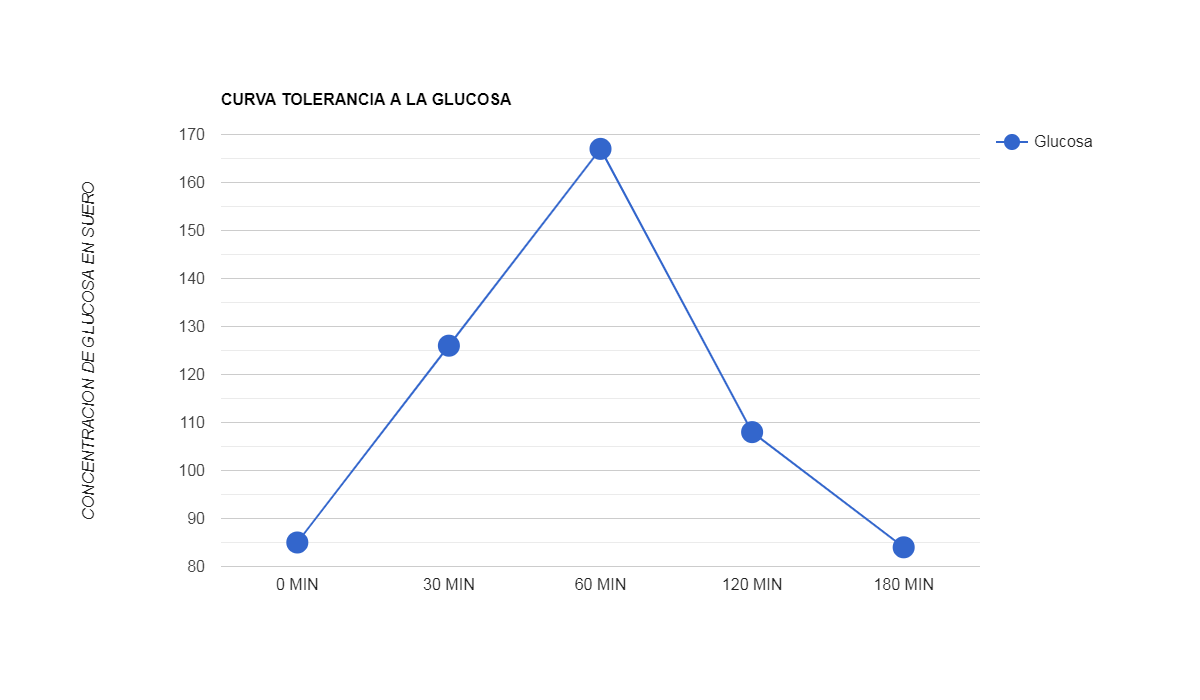 CURVA TOLERANCIA A LA GLUCOSA
Glucosa
CONCENTRACION DE GLUCOSA EN SUERO
170
160
150
140
130
120
110
100
90
80
0 MIN
30 MIN
60 MIN
120 MIN
180 MIN